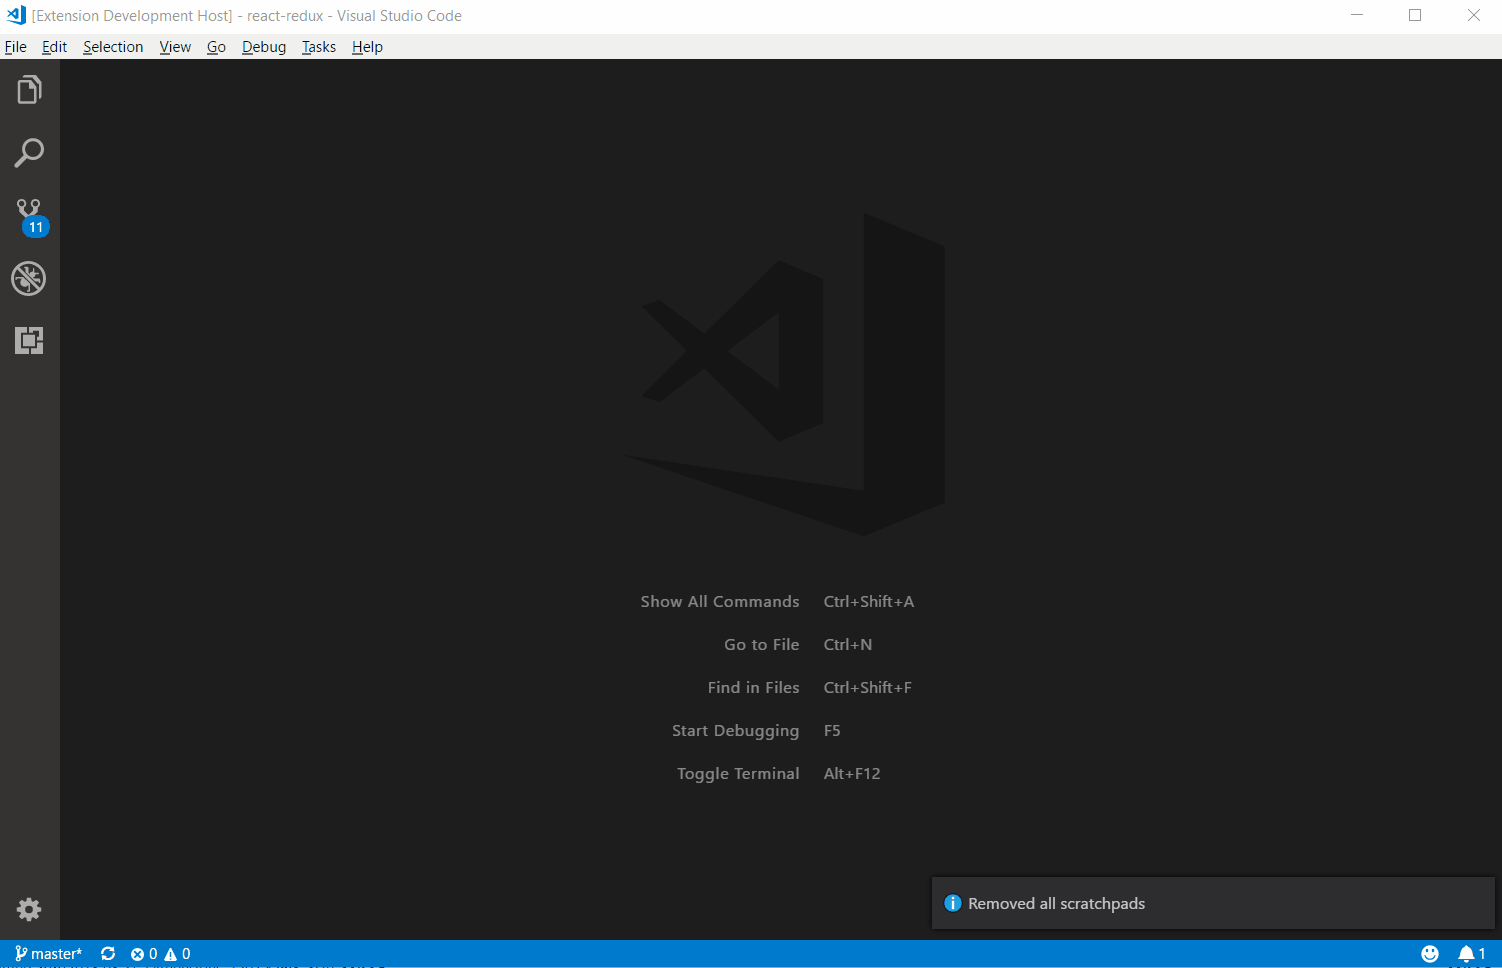 [Extension Development Host] - react-redux - Visual Studio Code
File Edit Selection View Go Debug Tasks Help
11
Show All Commands Ctrl+Shift+A
Go to File Ctrl+N
Find in Files Ctrl+Shift+F
Start Debugging F5
Toggle Terminal Alt+F12
Removed all scratchpads
master* 0 0 1